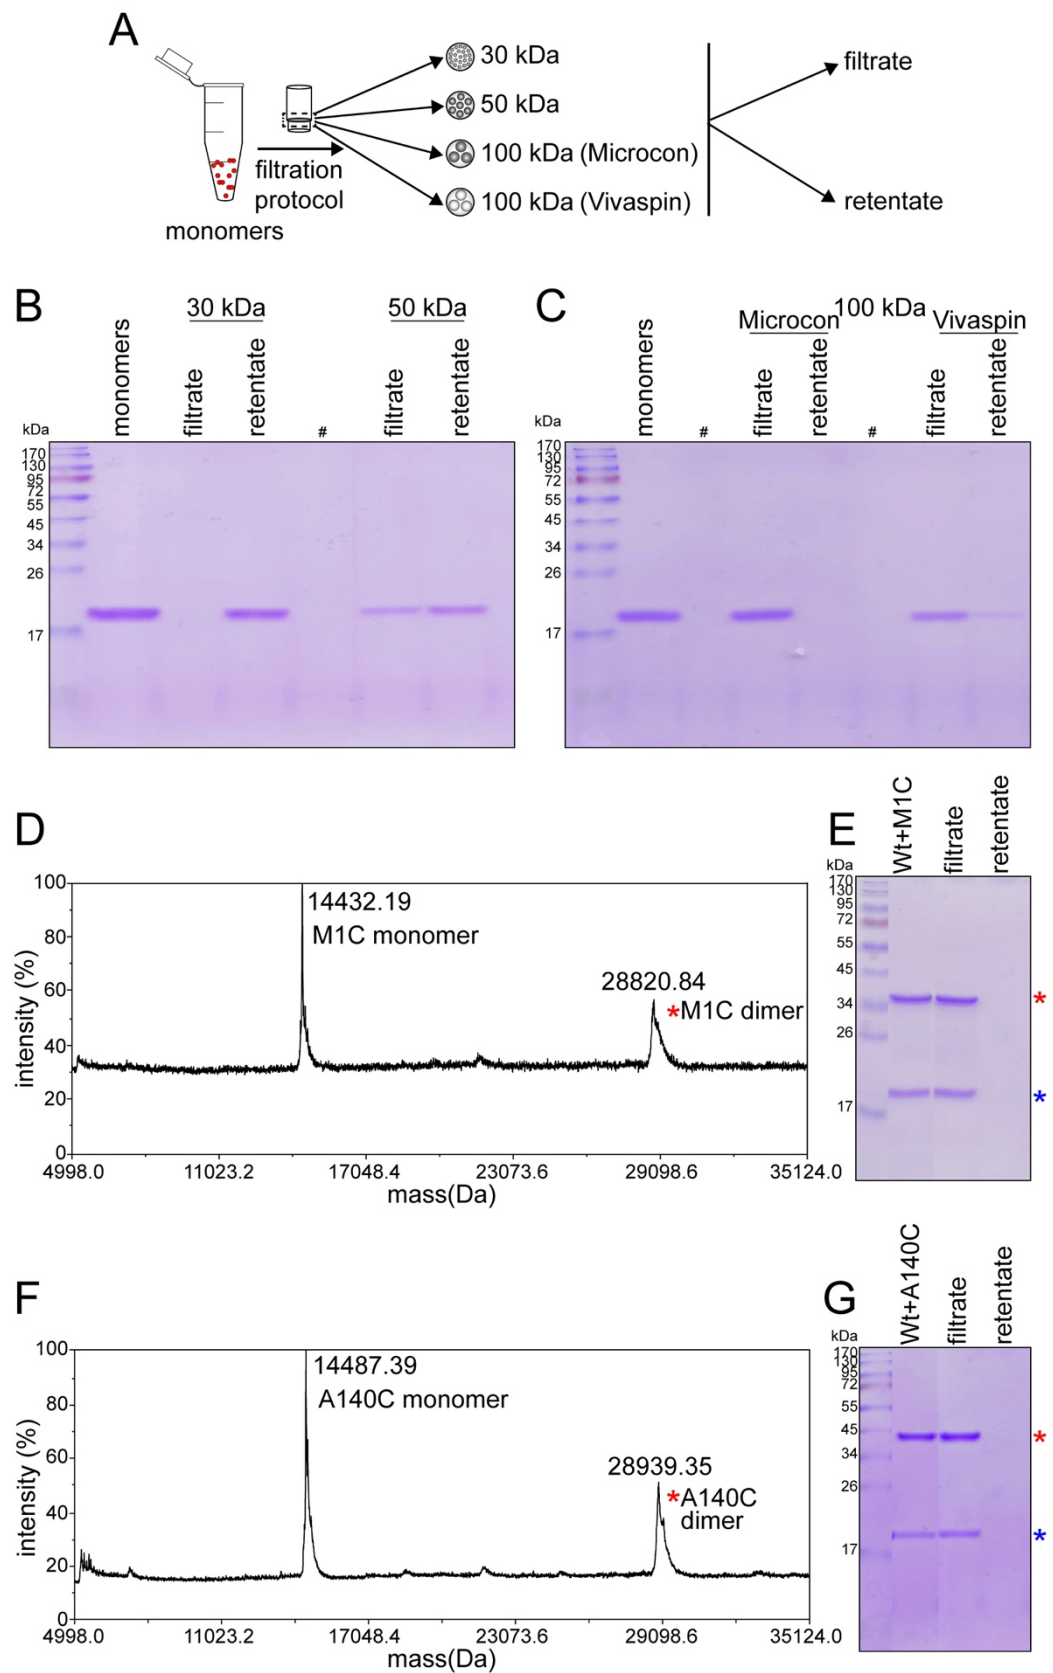 A
30 kDa
50 kDa
100 kDa (Microcon)
100 kDa (Vivaspin)
filtration
protocol
monomers
filtrate
retentate
B
30 kDa
50 kDa
monomers
filtrate
retentate
#
filtrate
retentate
kDa
170
130
95
72
55
45
34
26
17
C
100 kDa
Microcon
Vivaspin
monomers
#
filtrate
retentate
#
filtrate
retentate
kDa
170
130
95
72
55
45
34
26
17
D
100
80
60
40
20
0
intensity (%)
14432.19
M1C monomer
28820.84
*M1C dimer
4998.0
11023.2
17048.4
23073.6
29098.6
35124.0
mass(Da)
E
Wt+M1C
filtrate
retentate
kDa
170
130
95
72
55
45
34
26
17
*
*
F
100
80
60
40
20
0
intensity (%)
14487.39
A140C monomer
28939.35
*A140C
dimer
4998.0
11023.2
17048.4
23073.6
29098.6
35124.0
mass(Da)
G
Wt+A140C
filtrate
retentate
kDa
170
130
95
72
55
45
34
26
17
*
*